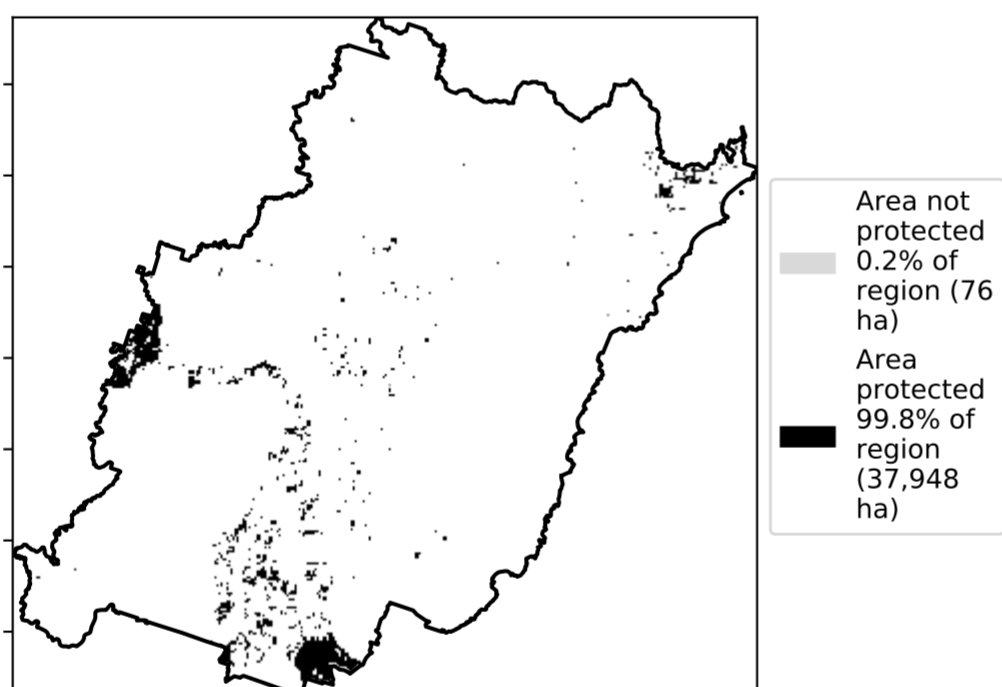 Area not
protected
0.2% of
region (76
ha)
Area
protected
99.8% of
region
(37,948
ha)